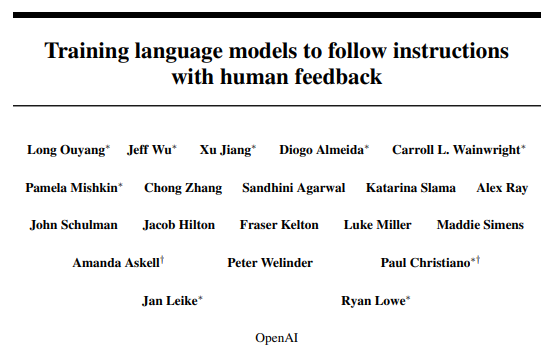 Training language models to follow instructions
with human feedback
Long Ouyang* Jeff Wu* Xu Jiang* Diogo Almeida* Carroll L. Wainwright*
Pamela Mishkin* Chong Zhang Sandhini Agarwal Katarina Slama Alex Ray
John Schulman Jacob Hilton Fraser Kelton Luke Miller Maddie Simens
Amanda Askell† Peter Welinder Paul Christiano*†
Jan Leike* Ryan Lowe*
OpenAI